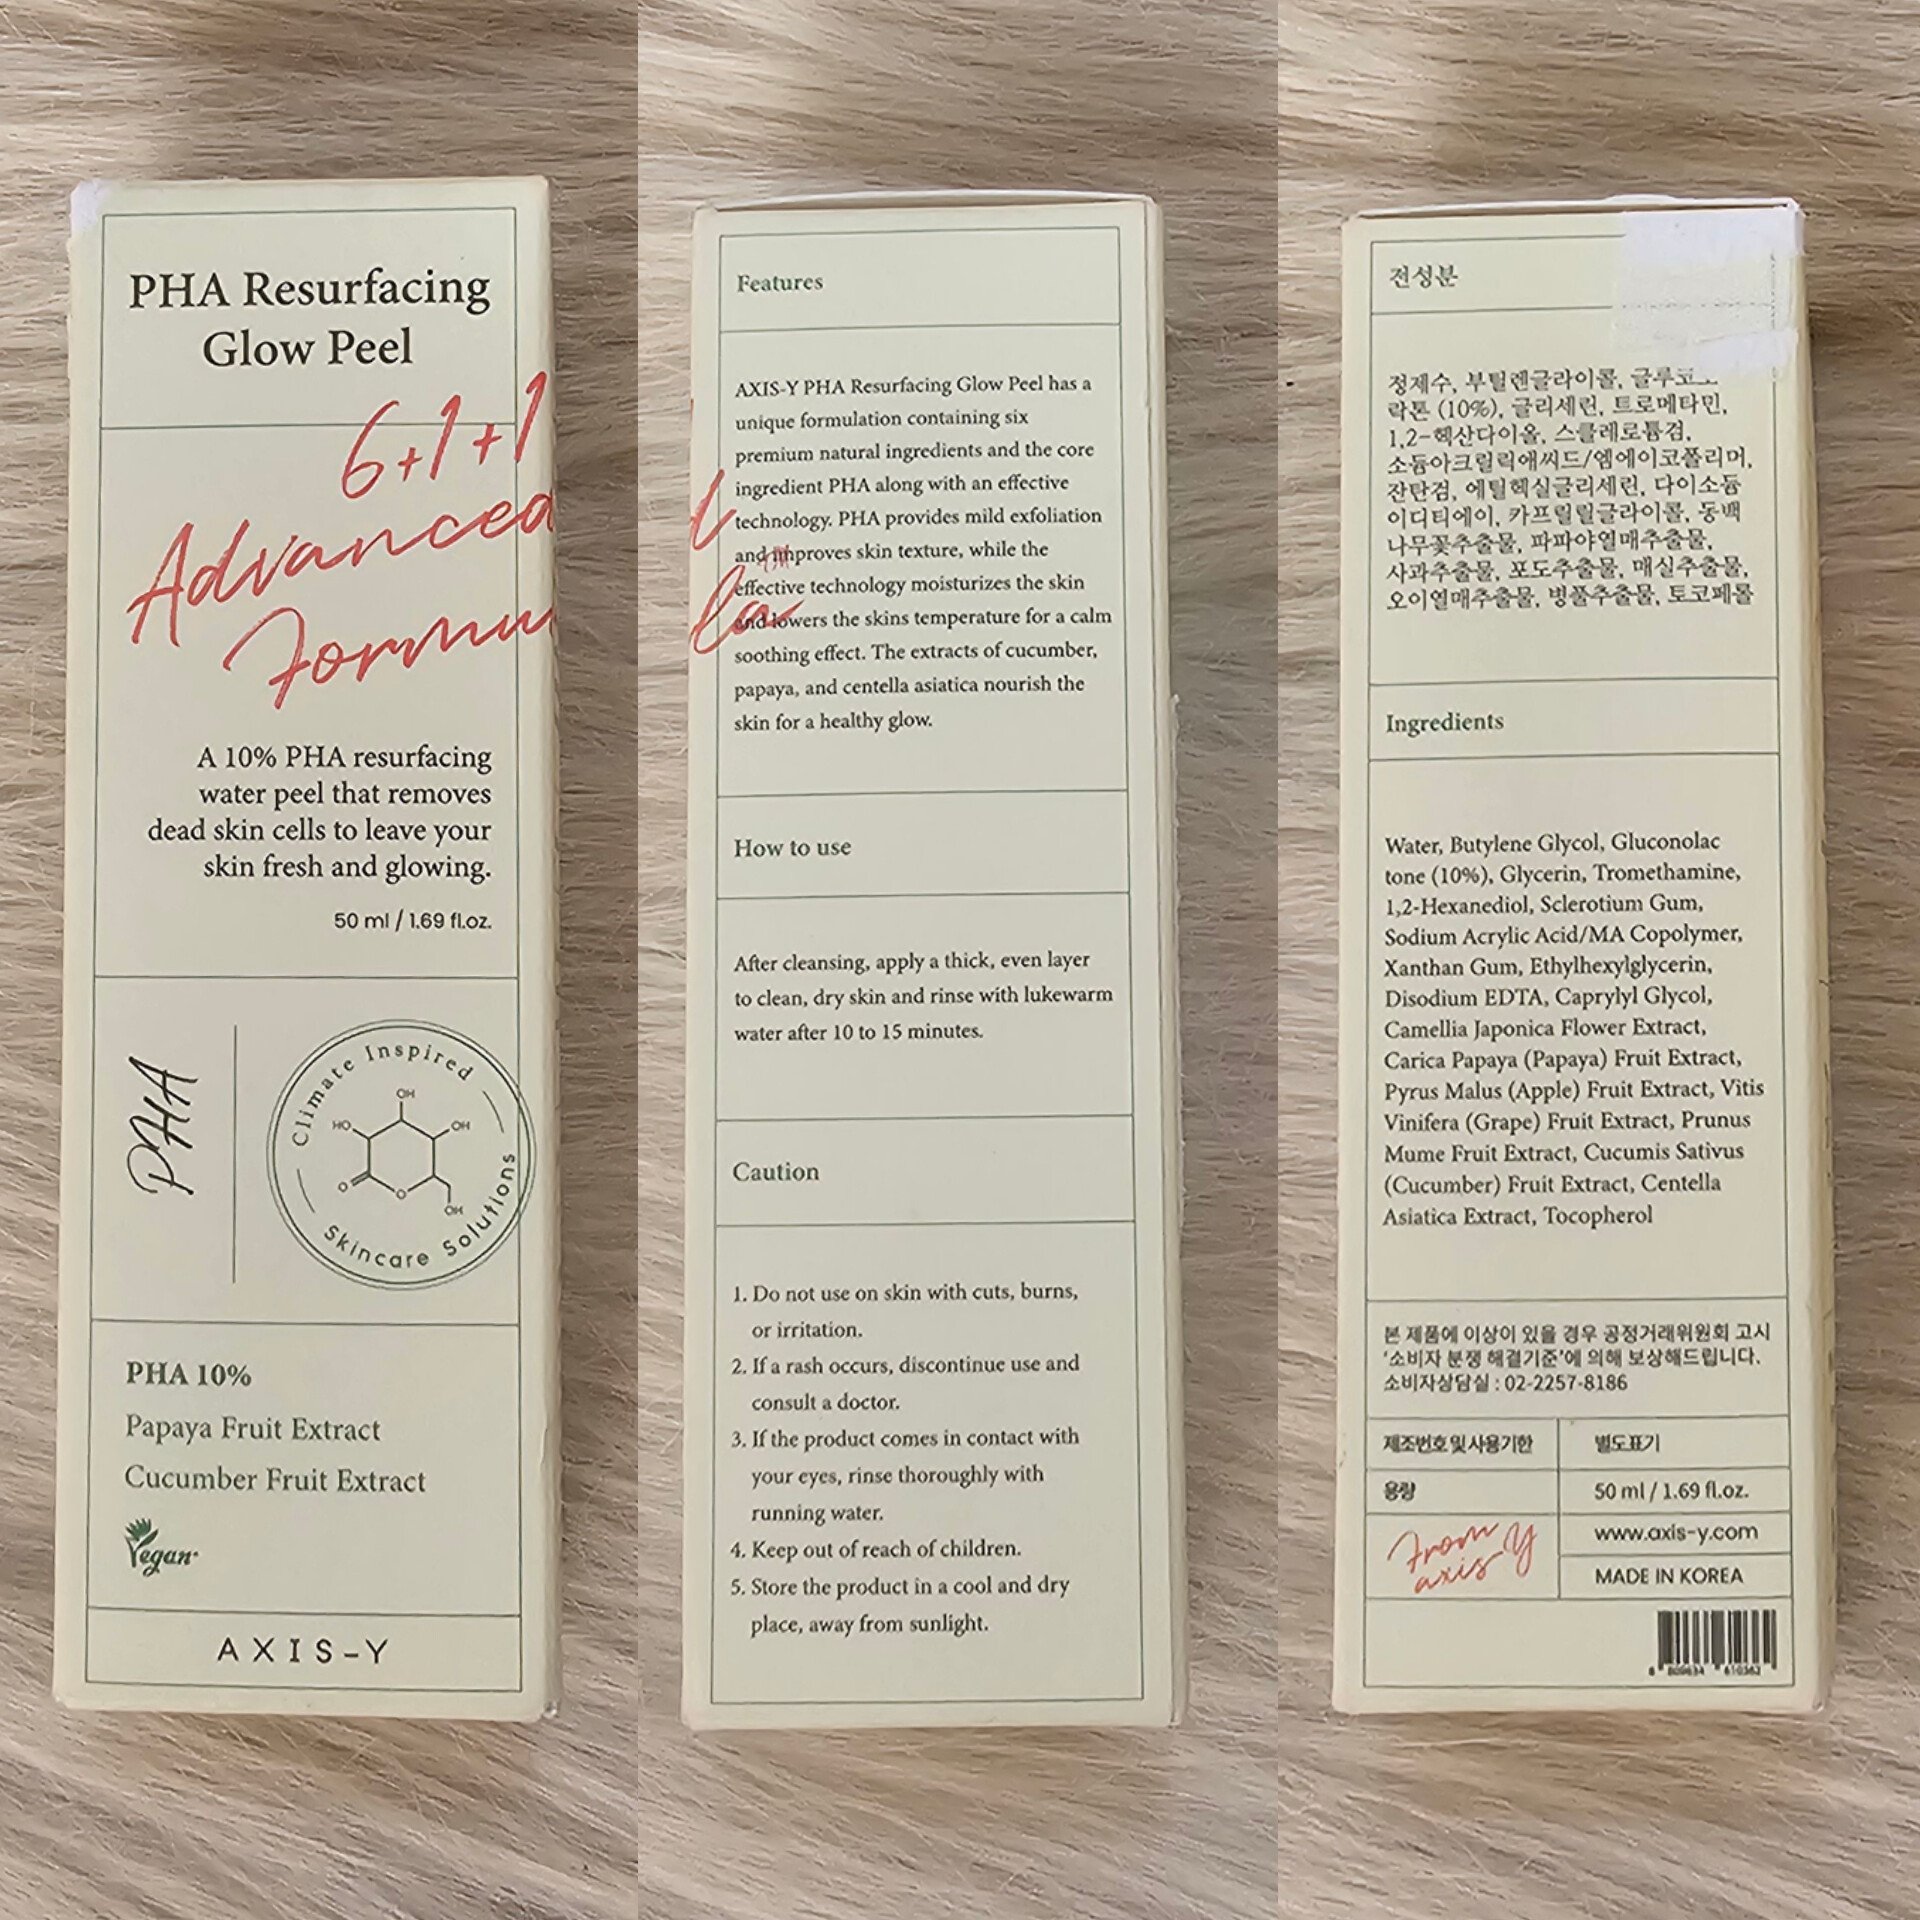 PHA Resurfacing
Glow Peel
6+1+1
Advanced
Formu
A 10% PHA resurfacing
water peel that removes
dead skin cells to leave your
skin fresh and glowing.
50 ml / 1.69 fl.oz.
PHA
Climate Inspired
Skincare Solutions
OH
HO
OH
O
O
OH
PHA 10%
Papaya Fruit Extract
Cucumber Fruit Extract
Vegan
AXIS-Y
Features
AXIS-Y PHA Resurfacing Glow Peel has a
unique formulation containing six
premium natural ingredients and the core
ingredient PHA along with an effective
technology. PHA provides mild exfoliation
and improves skin texture, while the
effective technology moisturizes the skin
and lowers the skins temperature for a calm
soothing effect. The extracts of cucumber,
papaya, and centella asiatica nourish the
skin for a healthy glow.
d
la
How to use
After cleansing, apply a thick, even layer
to clean, dry skin and rinse with lukewarm
water after 10 to 15 minutes.
Caution
1. Do not use on skin with cuts, burns,
or irritation.
2. If a rash occurs, discontinue use and
consult a doctor.
3. If the product comes in contact with
your eyes, rinse thoroughly with
running water.
4. Keep out of reach of children.
5. Store the product in a cool and dry
place, away from sunlight.
전성분
정제수, 부틸렌글라이콜, 글루코
락톤 (10%), 글리세린, 트로메타민,
1,2-헥산다이올, 스클레로튬검,
소듐아크릴릭애씨드/엠에이코폴리머,
잔탄검, 에틸헥실글리세린, 다이소듐
이디티에이, 카프릴릴글라이콜, 동백
나무꽃추출물, 파파야열매추출물,
사과추출물, 포도추출물, 매실추출물,
오이열매추출물, 병풀추출물, 토코페롤
Ingredients
Water, Butylene Glycol, Gluconolac
tone (10%), Glycerin, Tromethamine,
1,2-Hexanediol, Sclerotium Gum,
Sodium Acrylic Acid/MA Copolymer,
Xanthan Gum, Ethylhexylglycerin,
Disodium EDTA, Caprylyl Glycol,
Camellia Japonica Flower Extract,
Carica Papaya (Papaya) Fruit Extract,
Pyrus Malus (Apple) Fruit Extract, Vitis
Vinifera (Grape) Fruit Extract, Prunus
Mume Fruit Extract, Cucumis Sativus
(Cucumber) Fruit Extract, Centella
Asiatica Extract, Tocopherol
본 제품에 이상이 있을 경우 공정거래위원회 고시
'소비자 분쟁 해결기준'에 의해 보상해드립니다.
소비자상담실 : 02-2257-8186
제조번호 및 사용기한 별도표기
용량 50 ml / 1.69 fl.oz.
From
axis Y
www.axis-y.com
MADE IN KOREA
8 809634 610362